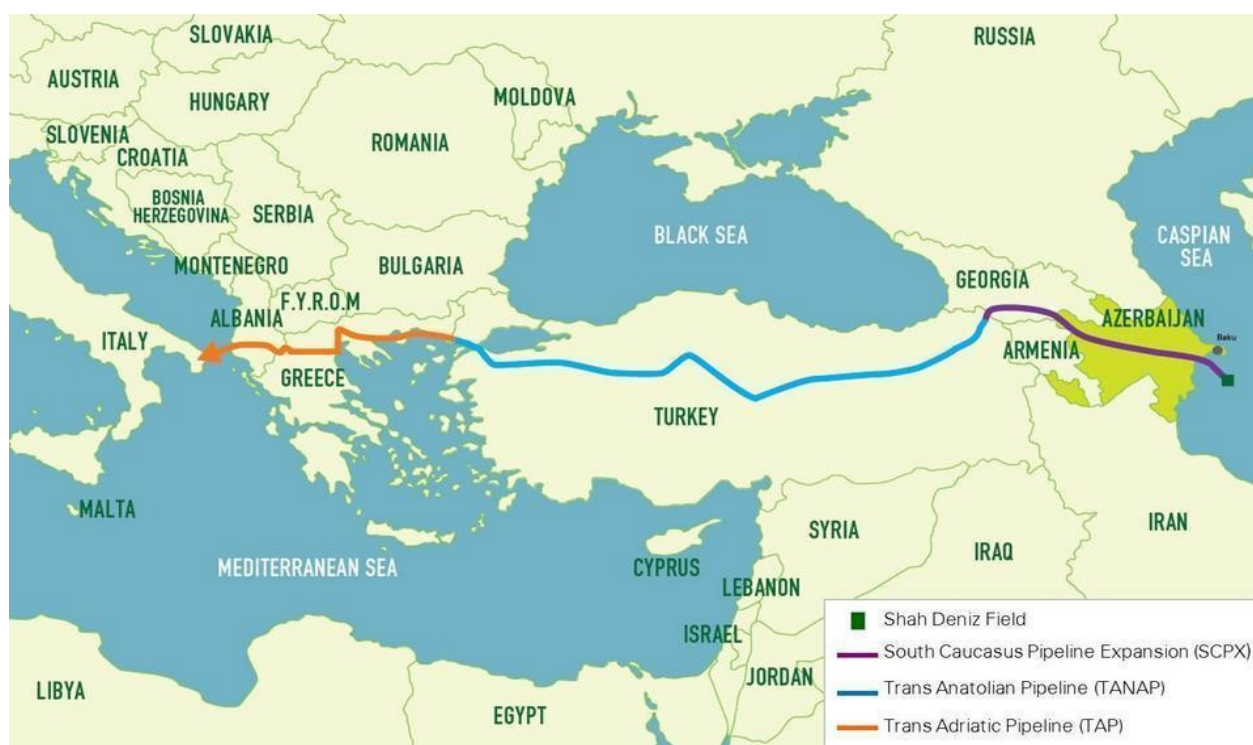 SLOVAKIA
RUSSIA
AUSTRIA
HUNGARY
MOLDOVA
SLOVENIA
CROATIA
ROMANIA
BOSNIA
HERZEGOVINA
SERBIA
BLACK SEA
CASPIAN
SEA
MONTENEGRO
BULGARIA
GEORGIA
F.Y.R.O.M
ALBANIA
AZERBAIJAN
ITALY
Baku
ARMENIA
GREECE
TURKEY
MALTA
SYRIA
IRAQ
IRAN
MEDITERRANEAN SEA
CYPRUS
LEBANON
ISRAEL
JORDAN
LIBYA
EGYPT
Shah Deniz Field
South Caucasus Pipeline Expansion (SCPX)
Trans Anatolian Pipeline (TANAP)
Trans Adriatic Pipeline (TAP)